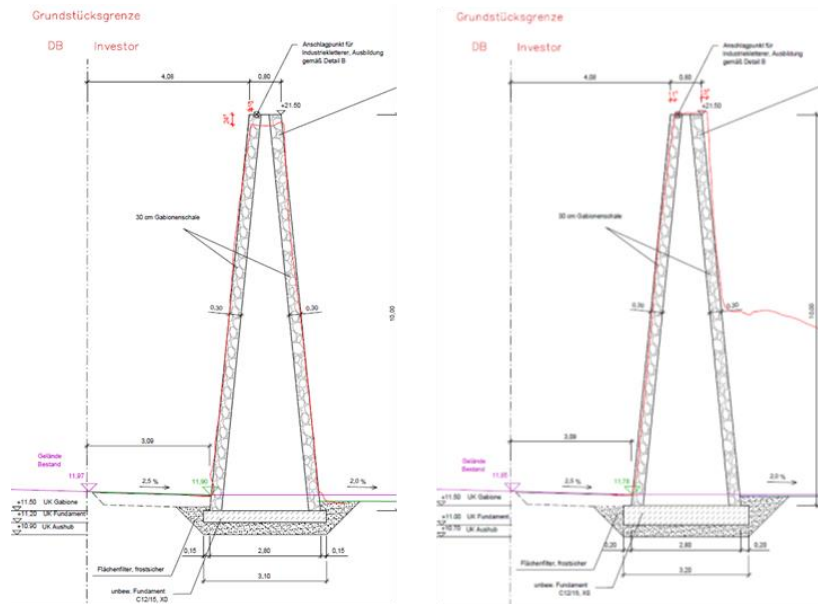 Grundstücksgrenze
DB Investor
Anschlagpunkt für
Industriekletterer, Ausbildung
gemäß Detail B
4,08
0,80
+21.50
30 cm Gabionenschale
0,30
0,30
10,00
3,09
Gelände
Bestand
11,97
2,5 %
11,90
2,0 %
+11.50 UK Gabione
+11.20 UK Fundament
+10.90 UK Aushub
0,15
2,80
0,15
Flächenfilter, frostsicher
3,10
unbew. Fundament
C12/15, X0
Grundstücksgrenze
DB Investor
Anschlagpunkt für
Industriekletterer, Ausbildung
gemäß Detail B
4,08
0,80
+21.50
30 cm Gabionenschale
0,30
0,30
10,00
3,08
Gelände
Bestand
11,85
2,0 %
11,78
2,0 %
+11.50 UK Gabione
+11.00 UK Fundament
+10.70 UK Aushub
0,20
2,80
0,20
Flächenfilter, frostsicher
3,20
unbew. Fundament
C12/15, X0